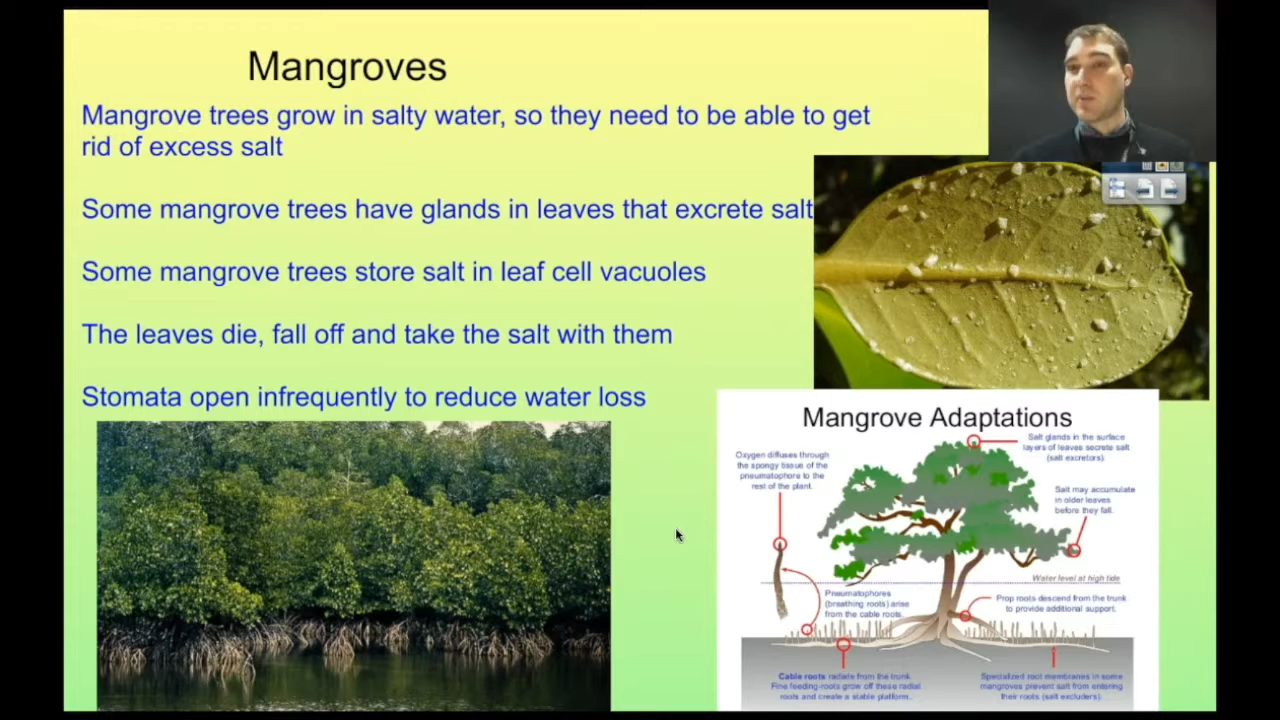 Mangroves
Mangrove trees grow in salty water, so they need to be able to get
rid of excess salt
Some mangrove trees have glands in leaves that excrete salt
Some mangrove trees store salt in leaf cell vacuoles
The leaves die, fall off and take the salt with them
Stomata open infrequently to reduce water loss
Mangrove Adaptations
Oxygen diffuses through
the spongy tissue of the
pneumatophore to the
rest of the plant.
Salt glands in the surface
layers of leaves secrete salt
(salt excretors).
Salt may accumulate
in older leaves
before they fall.
Water level at high tide
Pneumatophores
(breathing roots) arise
from the cable roots.
Prop roots descend from the trunk
to provide additional support.
Cable roots radiate from the trunk.
Fine feeding-roots grow off these radial
roots and create a stable platform.
Specialized root membranes in some
mangroves prevent salt from entering
their roots (salt excluders).